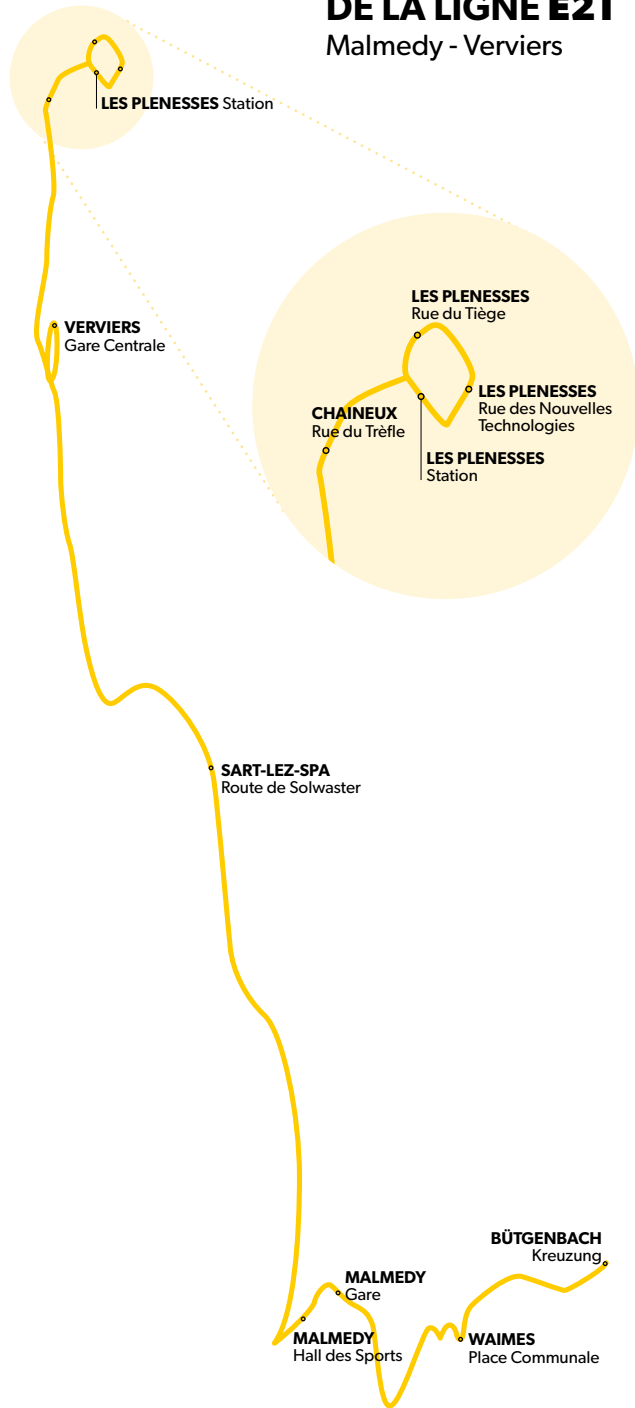 DE LA LIGNE E21
Malmedy - Verviers
LES PLENESSES Station
LES PLENESSES
Rue du Tiège
VERVIERS
Gare Centrale
LES PLENESSES
Rue des Nouvelles
Technologies
CHAINEUX
Rue du Trèfle
LES PLENESSES
Station
SART-LEZ-SPA
Route de Solwaster
BÜTGENBACH
Kreuzung
MALMEDY
Gare
MALMEDY
Hall des Sports
WAIMES
Place Communale